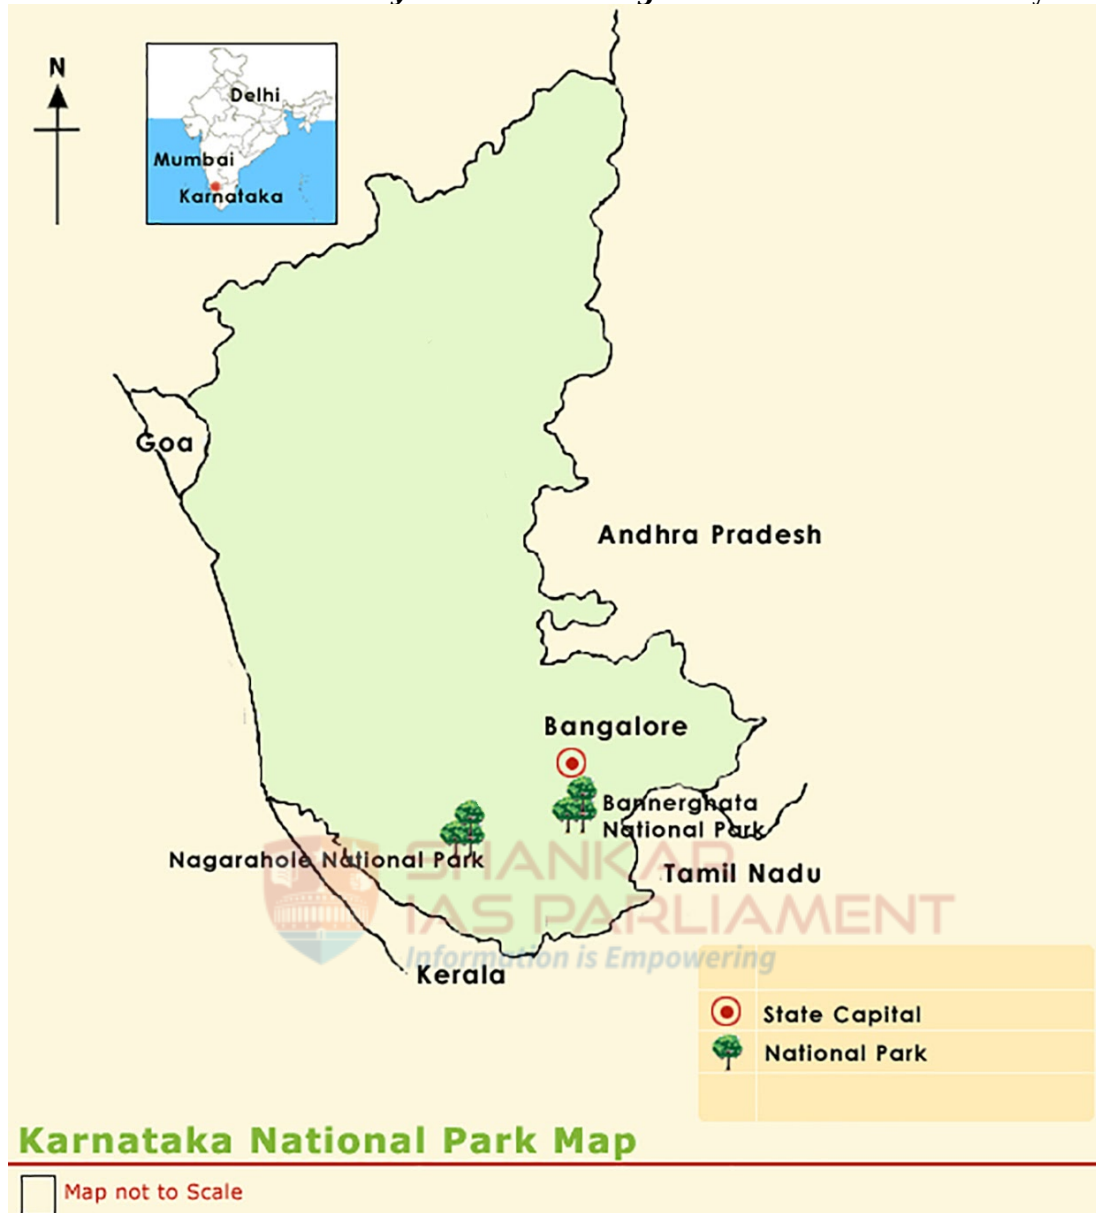 N
Delhi
Mumbai
Karnataka
Goa
Andhra Pradesh
Bangalore
Bannerghata
National Park
Nagarahole National Park
Tamil Nadu
SHANKAR
IAS PARLIAMENT
Information is Empowering
Kerala
State Capital
National Park
Karnataka National Park Map
Map not to Scale